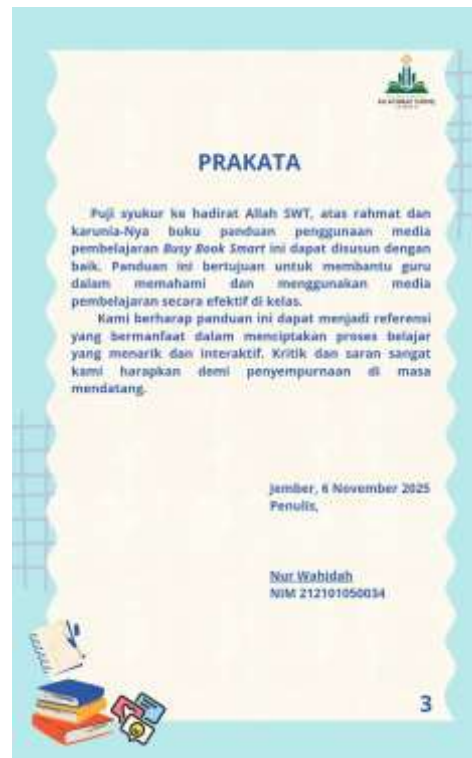 PRAKATA
Puji syukur ke hadirat Allah SWT, atas rahmat dan
karunia-Nya buku panduan penggunaan media
pembelajaran Busy Book Smart ini dapat disusun dengan
baik. Panduan ini bertujuan untuk membantu guru
dalam memahami dan menggunakan media
pembelajaran secara efektif di kelas.
Kami berharap panduan ini dapat menjadi referensi
yang bermanfaat dalam menciptakan proses belajar
yang menarik dan interaktif. Kritik dan saran sangat
kami harapkan demi penyempurnaan di masa
mendatang.
Jember, 6 November 2025
Penulis,
Nur Wahidah
NIM 212101050034
3